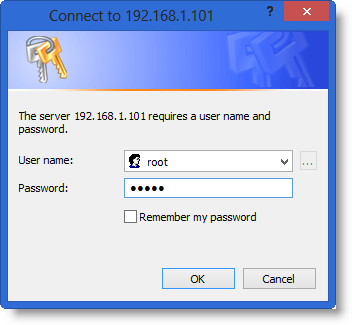 Connect to 192.168.1.101
?
The server 192.168.1.101 requires a user name and
password.
User name:
root
...
Password:
•••••
Remember my password
OK
Cancel